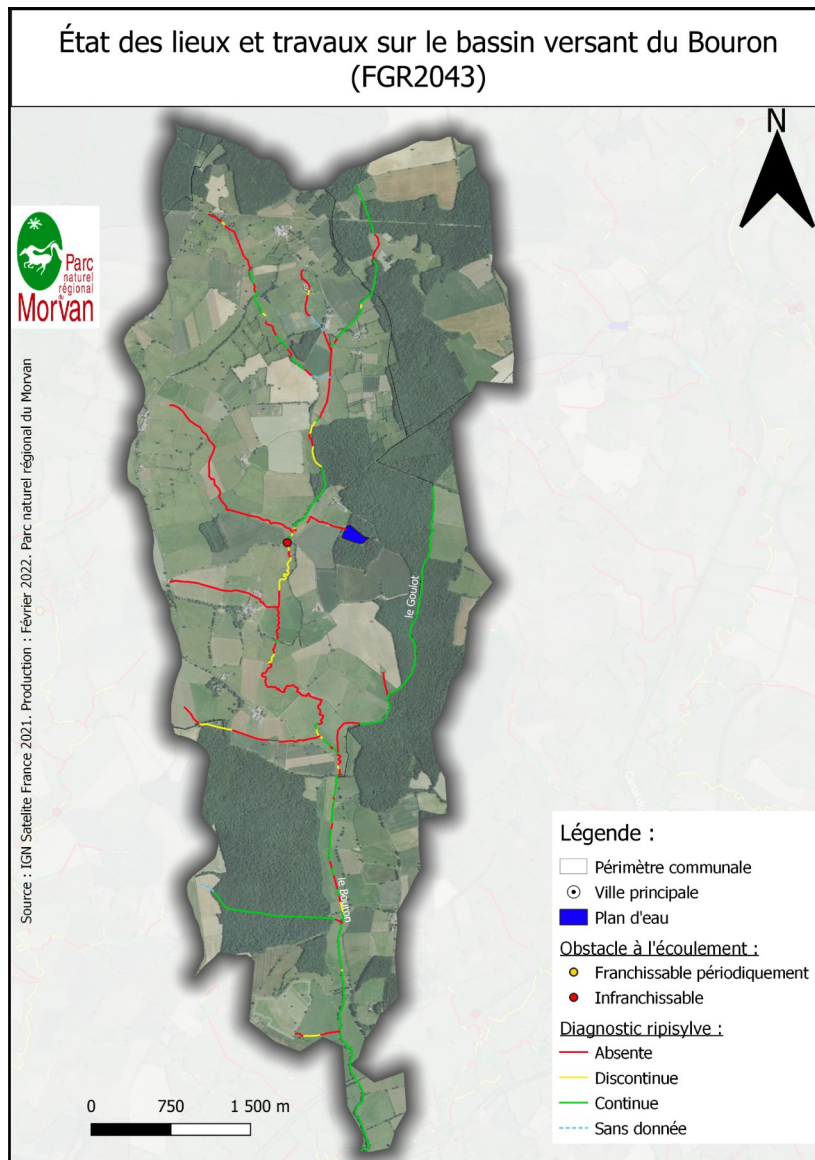 État des lieux et travaux sur le bassin versant du Bouron
(FGR2043)
N
Parc
naturel
régional
du
Morvan
Source : IGN Satelite France 2021. Production : Février 2022. Parc naturel régional du Morvan
le Goulot
le Bouron
Légende :
Périmètre communale
Ville principale
Plan d'eau
Obstacle à l'écoulement :
Franchissable périodiquement
Infranchissable
Diagnostic ripisylve :
Absente
Discontinue
Continue
Sans donnée
0 750 1 500 m